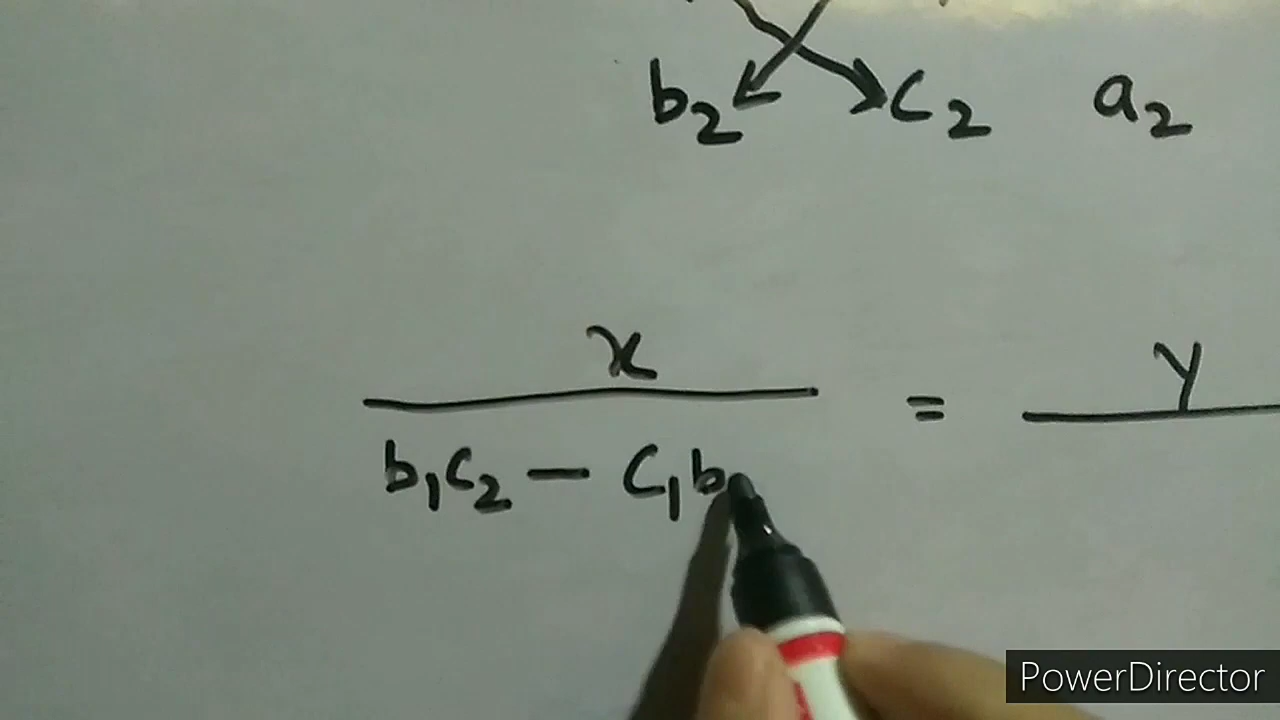 b₂ c₂ a₂
x = y
b₁c₂ − c₁b
PowerDirector